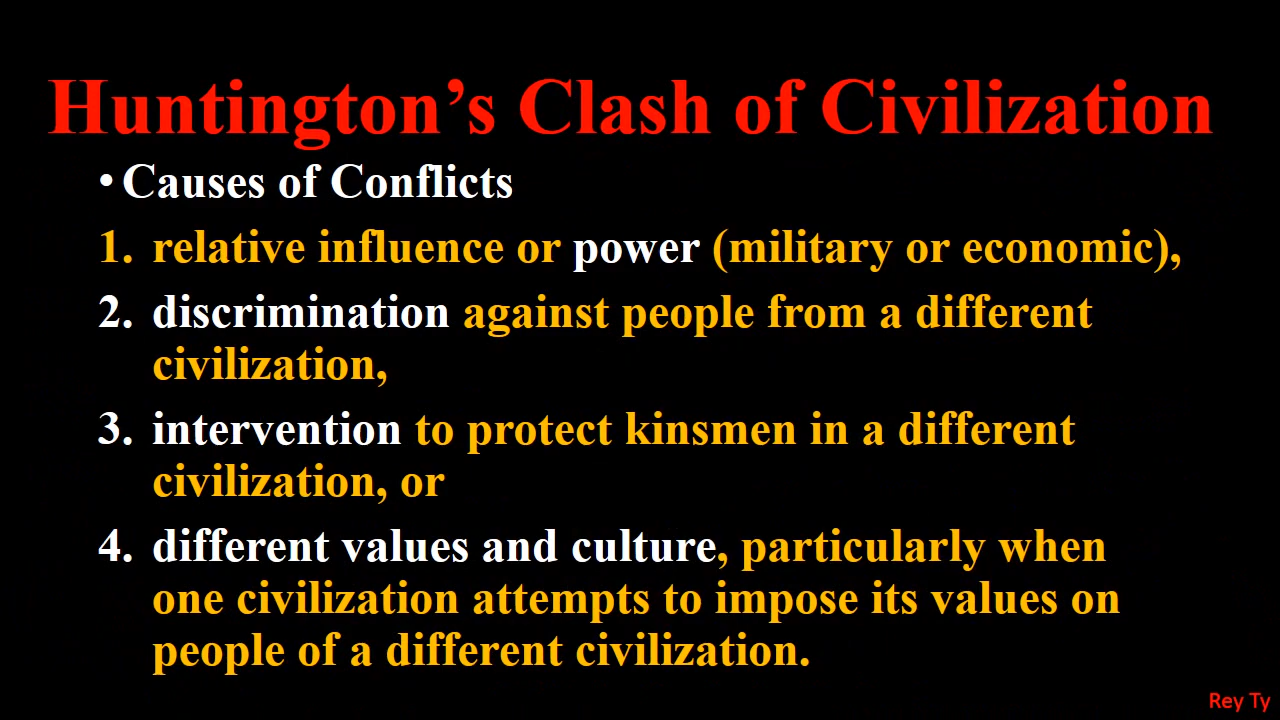 Huntington’s Clash of Civilization
• Causes of Conflicts
1. relative influence or power (military or economic),
2. discrimination against people from a different
civilization,
3. intervention to protect kinsmen in a different
civilization, or
4. different values and culture, particularly when
one civilization attempts to impose its values on
people of a different civilization.
Rey Ty